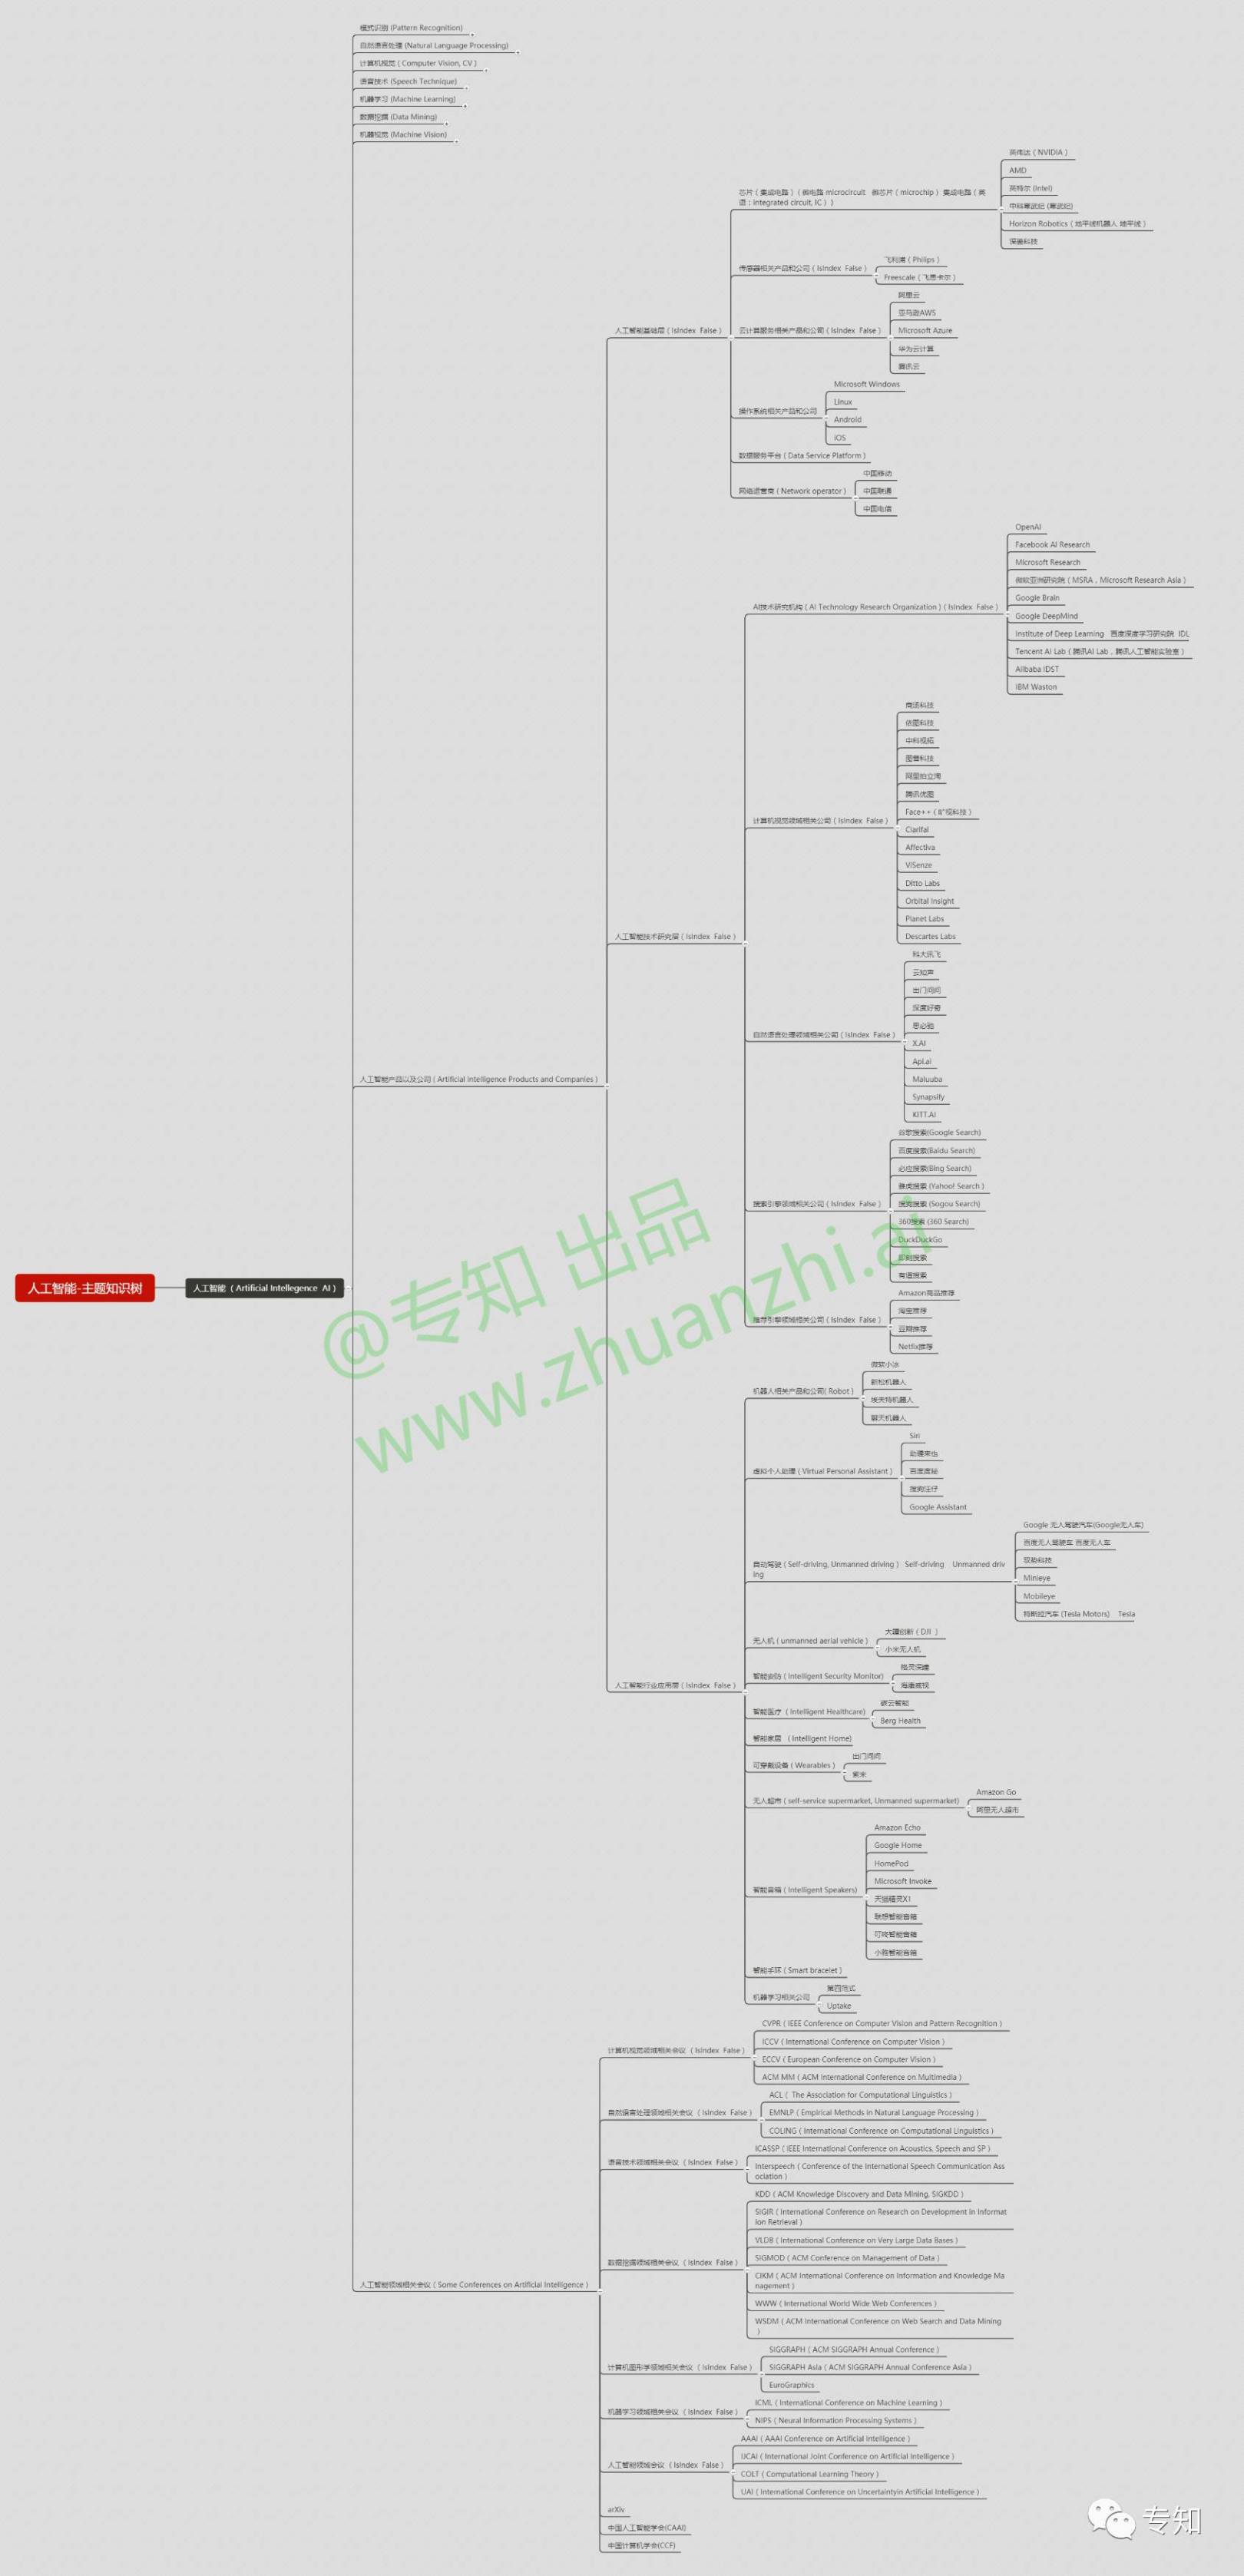 模式识别 (Pattern Recognition)
自然语言处理 (Natural Language Processing)
计算机视觉 ( Computer Vision, CV )
语音技术 (Speech Technique)
机器学习 (Machine Learning)
数据挖掘 (Data Mining)
机器视觉 (Machine Vision)
英伟达 ( NVIDIA )
AMD
英特尔 (Intel)
中科寒武纪 (寒武纪)
Horizon Robotics ( 地平线机器人 地平线 )
深鉴科技
芯片 ( 集成电路 ) ( 微电路 microcircuit 微芯片 ( microchip ) 集成电路 ( 英
语 : integrated circuit, IC ) )
传感器相关产品和公司 ( IsIndex False )
飞利浦 ( Philips )
Freescale ( 飞思卡尔 )
人工智能基础层 ( IsIndex False )
云计算服务相关产品和公司 ( IsIndex False )
阿里云
亚马逊AWS
Microsoft Azure
华为云计算
腾讯云
操作系统相关产品和公司
Microsoft Windows
Linux
Android
iOS
数据服务平台 ( Data Service Platform )
网络运营商 ( Network operator )
中国移动
中国联通
中国电信
AI技术研究机构 ( AI Technology Research Organization ) ( IsIndex False )
OpenAI
Facebook AI Research
Microsoft Research
微软亚洲研究院 ( MSRA , Microsoft Research Asia )
Google Brain
Google DeepMind
Institute of Deep Learning 百度深度学习研究院 IDL
Tencent AI Lab ( 腾讯AI Lab , 腾讯人工智能实验室 )
Alibaba IDST
IBM Waston
人工智能技术研究层 ( IsIndex False )
计算机视觉领域相关公司 ( IsIndex False )
商汤科技
依图科技
中科视拓
图普科技
阿里拍立淘
腾讯优图
Face++ ( 旷视科技 )
Clarifai
Affectiva
ViSenze
Ditto Labs
Orbital Insight
Planet Labs
Descartes Labs
自然语言处理领域相关公司 ( IsIndex False )
科大讯飞
云知声
出门问问
深度好奇
思必驰
X.AI
Api.ai
Maluuba
Synapsify
KITT.AI
人工智能产品以及公司 ( Artificial Intelligence Products and Companies )
搜索引擎领域相关公司 ( IsIndex False )
谷歌搜索(Google Search)
百度搜索(Baidu Search)
必应搜索(Bing Search)
雅虎搜索 (Yahoo! Search )
搜狗搜索 (Sogou Search)
360搜索 (360 Search)
DuckDuckGo
即刻搜索
有道搜索
推荐引擎领域相关公司 ( IsIndex False )
Amazon商品推荐
淘宝推荐
豆瓣推荐
Netfix推荐
人工智能-主题知识树
人工智能 ( Artificial Intellegence AI )
@专知 出品
www.zhuanzhi.ai
机器人相关产品和公司( Robot )
微软小冰
新松机器人
埃夫特机器人
聊天机器人
虚拟个人助理 ( Virtual Personal Assistant )
Siri
助理来也
百度度秘
搜狗汪仔
Google Assistant
自动驾驶 ( Self-driving, Unmanned driving ) Self-driving Unmanned driv
ing
Google 无人驾驶汽车(Google无人车)
百度无人驾驶车 百度无人车
驭势科技
Minieye
Mobileye
特斯拉汽车 (Tesla Motors) Tesla
人工智能行业应用层 ( IsIndex False )
无人机 ( unmanned aerial vehicle )
大疆创新 ( DJI )
小米无人机
智能安防 ( Intelligent Security Monitor)
格灵深瞳
海康威视
智能医疗 ( Intelligent Healthcare)
碳云智能
Berg Health
智能家居 ( Intelligent Home)
可穿戴设备 ( Wearables )
出门问问
紫米
无人超市 ( self-service supermarket, Unmanned supermarket)
Amazon Go
阿里无人超市
智能音箱 ( Intelligent Speakers)
Amazon Echo
Google Home
HomePod
Microsoft Invoke
天猫精灵X1
联想智能音箱
叮咚智能音箱
小雅智能音箱
智能手环 ( Smart bracelet )
机器学习相关公司
第四范式
Uptake
计算机视觉领域相关会议 ( IsIndex False )
CVPR ( IEEE Conference on Computer Vision and Pattern Recognition )
ICCV ( International Conference on Computer Vision )
ECCV ( European Conference on Computer Vision )
ACM MM ( ACM International Conference on Multimedia )
自然语言处理领域相关会议 ( IsIndex False )
ACL ( The Association for Computational Linguistics )
EMNLP ( Empirical Methods in Natural Language Processing )
COLING ( International Conference on Computational Linguistics )
语音技术领域相关会议 ( IsIndex False )
ICASSP ( IEEE International Conference on Acoustics, Speech and SP )
Interspeech ( Conference of the International Speech Communication Ass
ociation )
数据挖掘领域相关会议 ( IsIndex False )
KDD ( ACM Knowledge Discovery and Data Mining, SIGKDD )
SIGIR ( International Conference on Research on Development in Informat
ion Retrieval )
VLDB ( International Conference on Very Large Data Bases )
SIGMOD ( ACM Conference on Management of Data )
CIKM ( ACM International Conference on Information and Knowledge Ma
nagement )
WWW ( International World Wide Web Conferences )
WSDM ( ACM International Conference on Web Search and Data Mining
)
人工智能领域相关会议 ( Some Conferences on Artificial Intelligence )
计算机图形学领域相关会议 ( IsIndex False )
SIGGRAPH ( ACM SIGGRAPH Annual Conference )
SIGGRAPH Asia ( ACM SIGGRAPH Annual Conference Asia )
EuroGraphics
机器学习领域相关会议 ( IsIndex False )
ICML ( International Conference on Machine Learning )
NIPS ( Neural Information Processing Systems )
人工智能领域会议 ( IsIndex False )
AAAI ( AAAI Conference on Artificial Intelligence )
IJCAI ( International Joint Conference on Artificial Intelligence )
COLT ( Computational Learning Theory )
UAI ( International Conference on Uncertaintyin Artificial Intelligence )
arXiv
中国人工智能学会(CAAI)
中国计算机学会(CCF)
专知